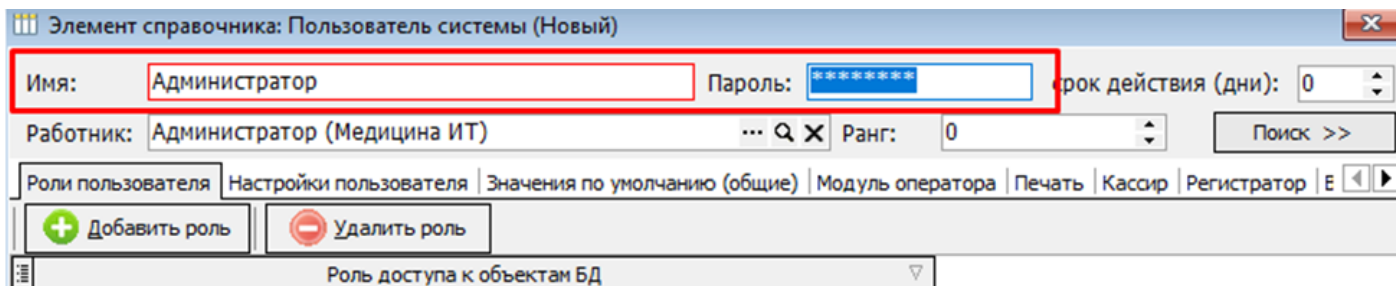 Элемент справочника: Пользователь системы (Новый)
Имя: Администратор Пароль: ******** срок действия (дни): 0
Работник: Администратор (Медицина ИТ) ... Ранг: 0 Поиск >>
Роли пользователя Настройки пользователя Значения по умолчанию (общие) Модуль оператора Печать Кассир Регистратор
Добавить роль Удалить роль
Роль доступа к объектам БД